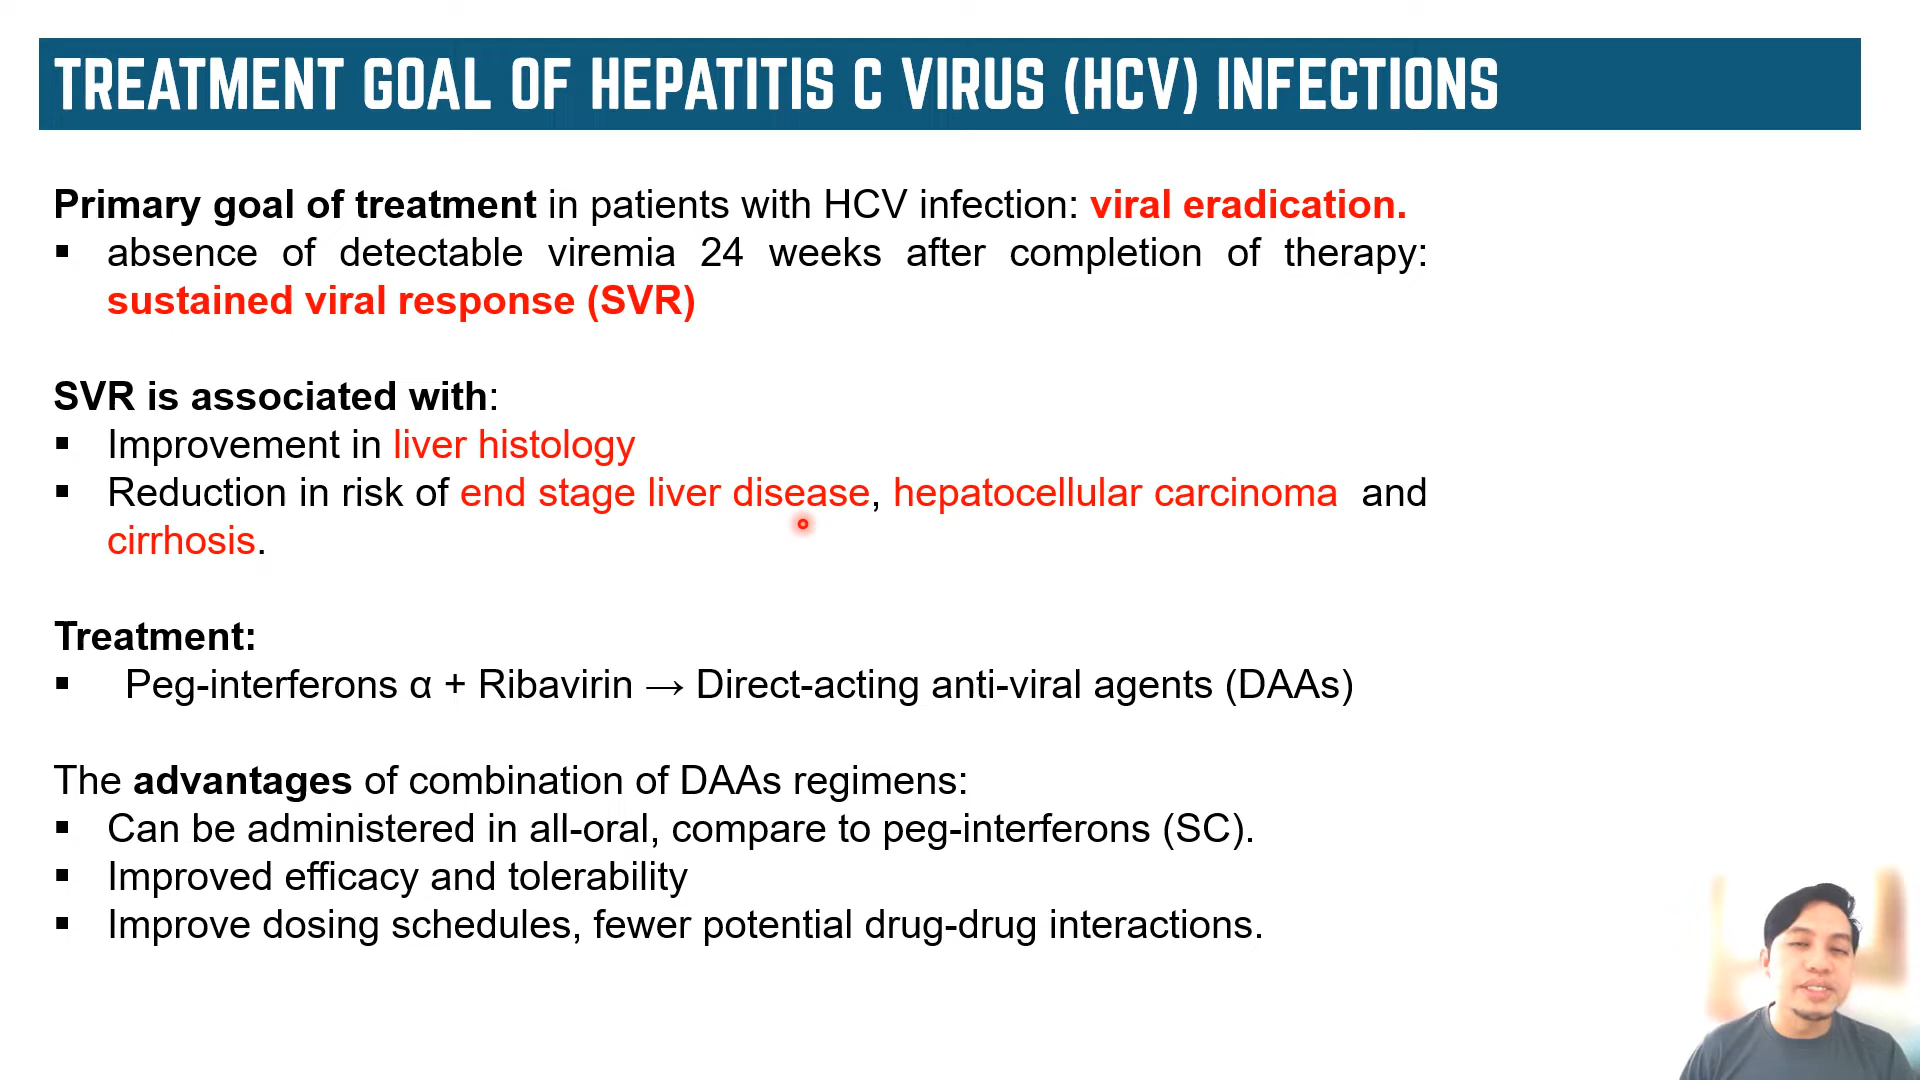 TREATMENT GOAL OF HEPATITIS C VIRUS (HCV) INFECTIONS
Primary goal of treatment in patients with HCV infection: viral eradication.
▪ absence of detectable viremia 24 weeks after completion of therapy:
sustained viral response (SVR)
SVR is associated with:
▪ Improvement in liver histology
▪ Reduction in risk of end stage liver disease, hepatocellular carcinoma and
cirrhosis.
Treatment:
▪ Peg-interferons α + Ribavirin → Direct-acting anti-viral agents (DAAs)
The advantages of combination of DAAs regimens:
▪ Can be administered in all-oral, compare to peg-interferons (SC).
▪ Improved efficacy and tolerability
▪ Improve dosing schedules, fewer potential drug-drug interactions.